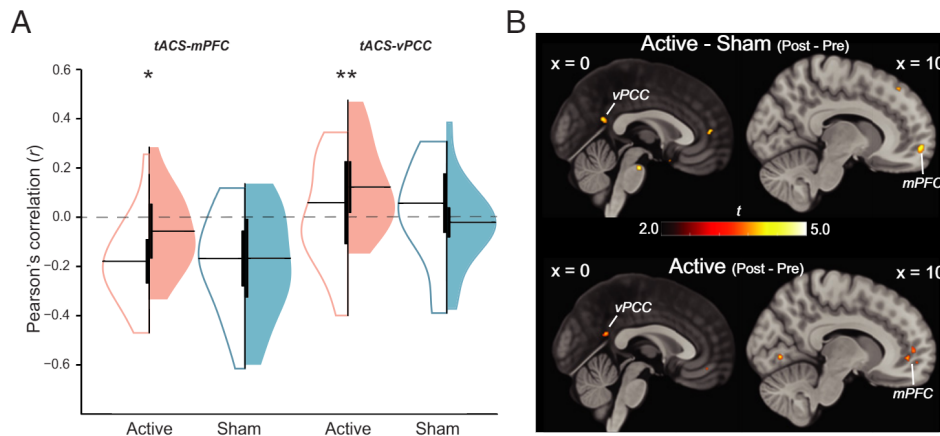 A
tACS-mPFC
tACS-vPCC
Pearson's correlation (r)
0.6
0.4
0.2
0.0
−0.2
−0.4
−0.6
*
**
Active
Sham
Active
Sham
B
Active - Sham (Post - Pre)
x = 0
x = 10
vPCC
mPFC
t
2.0
5.0
Active (Post - Pre)
x = 0
x = 10
vPCC
mPFC